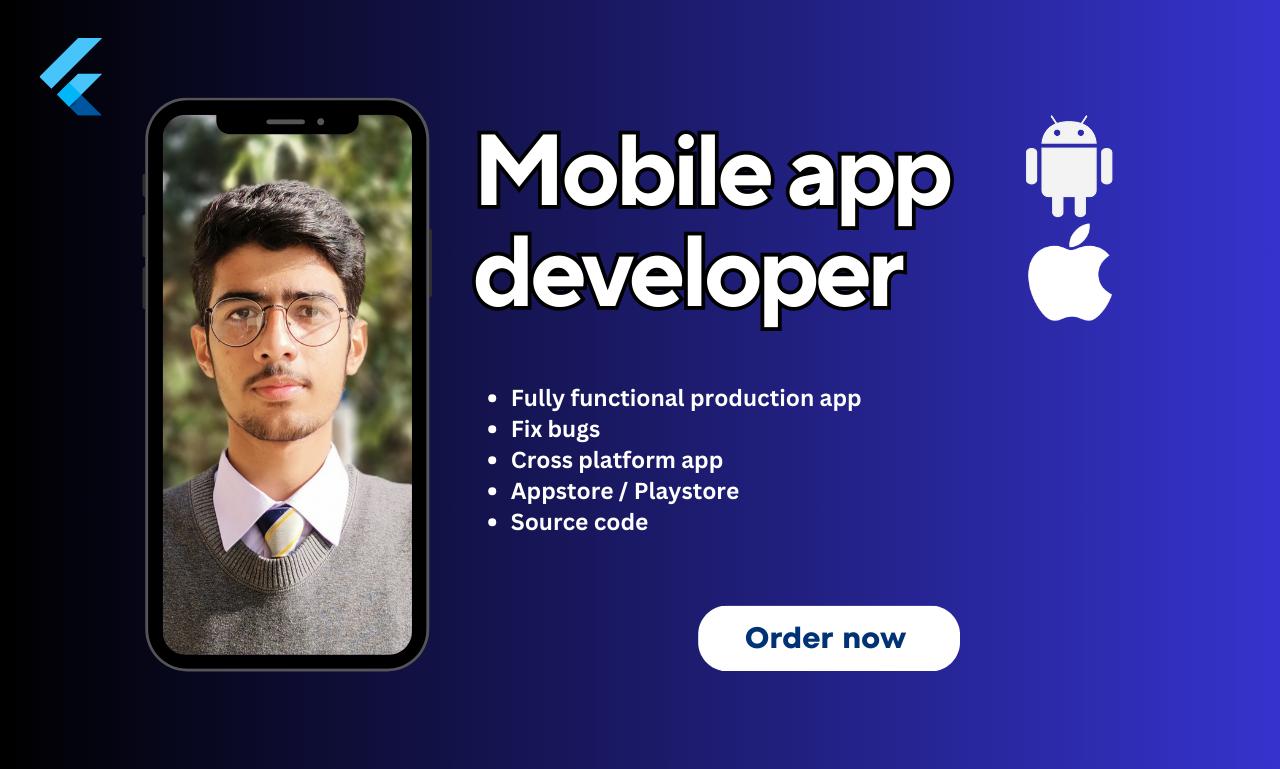 Mobile app
developer
Fully functional production app
Fix bugs
Cross platform app
Appstore / Playstore
Source code
Order now